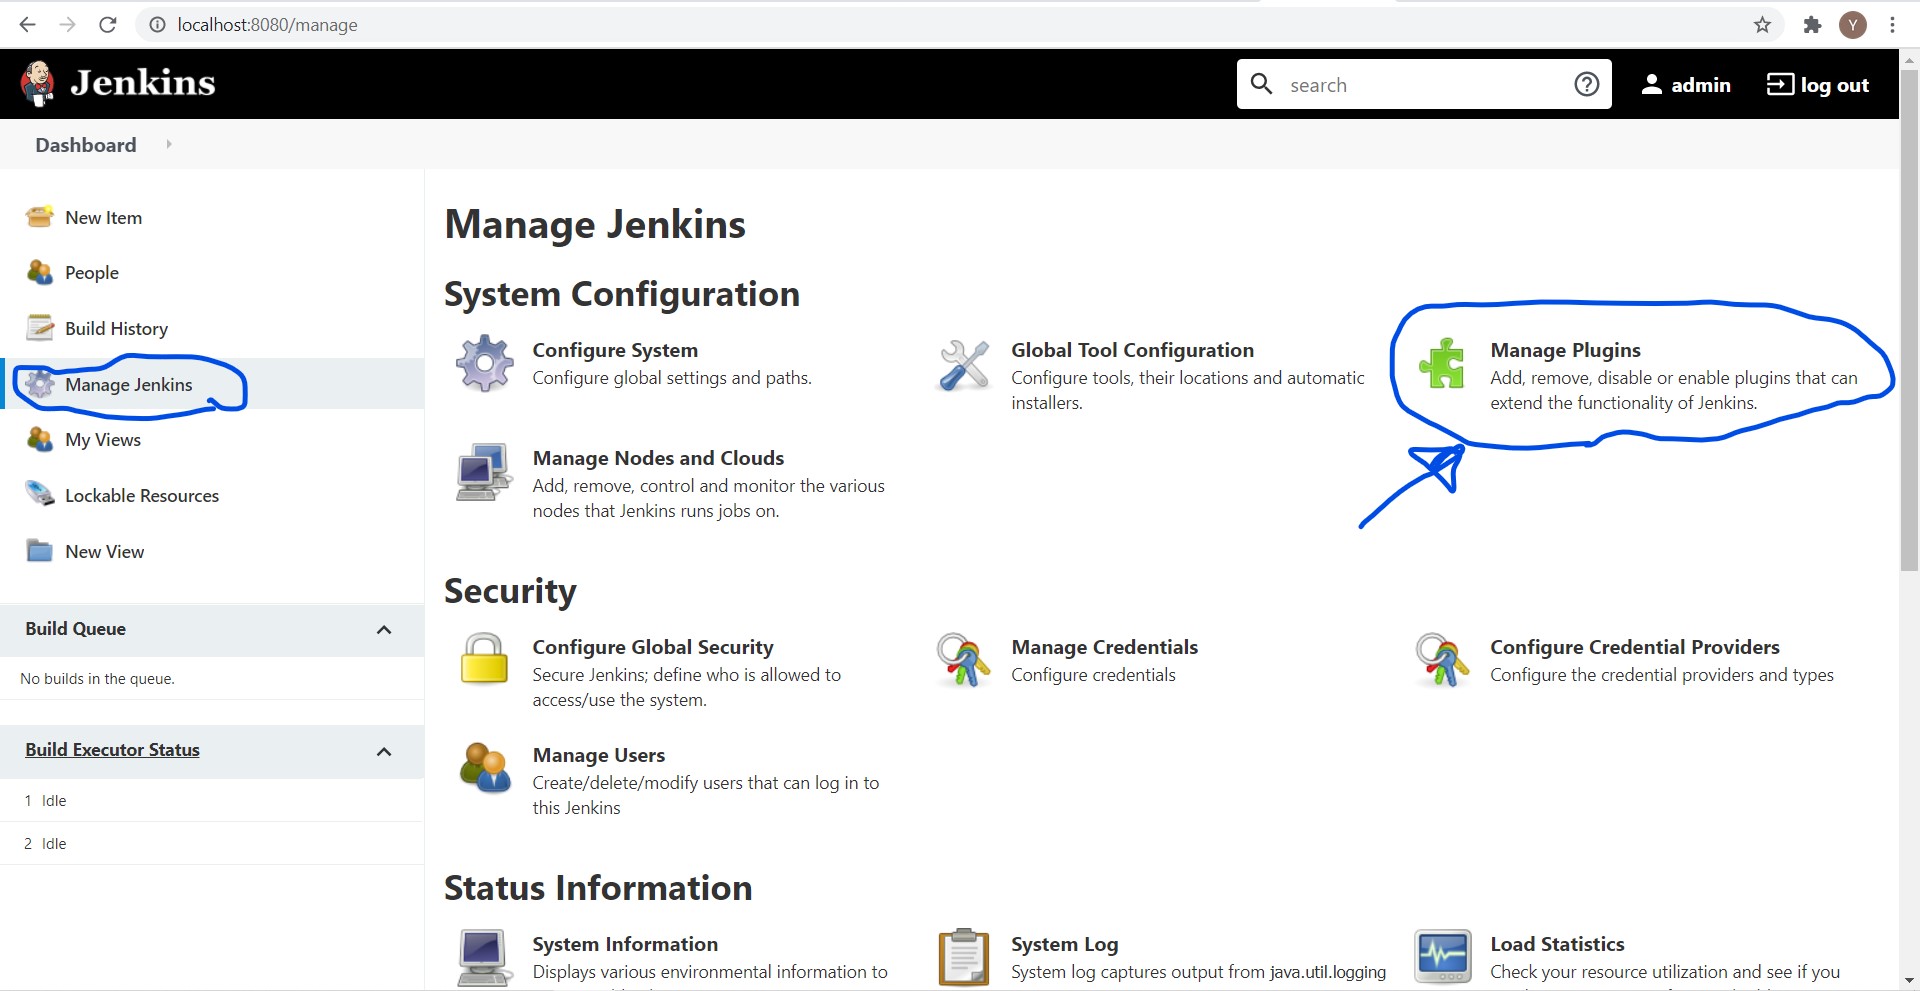 localhost:8080/manage
Y
Jenkins
search
admin
log out
Dashboard
New Item
People
Build History
Manage Jenkins
My Views
Lockable Resources
New View
Build Queue
No builds in the queue.
Build Executor Status
1 Idle
2 Idle
Manage Jenkins
System Configuration
Configure System
Configure global settings and paths.
Global Tool Configuration
Configure tools, their locations and automatic
installers.
Manage Plugins
Add, remove, disable or enable plugins that can
extend the functionality of Jenkins.
Manage Nodes and Clouds
Add, remove, control and monitor the various
nodes that Jenkins runs jobs on.
Security
Configure Global Security
Secure Jenkins; define who is allowed to
access/use the system.
Manage Credentials
Configure credentials
Configure Credential Providers
Configure the credential providers and types
Manage Users
Create/delete/modify users that can log in to
this Jenkins
Status Information
System Information
Displays various environmental information to
System Log
System log captures output from java.util.logging
Load Statistics
Check your resource utilization and see if you